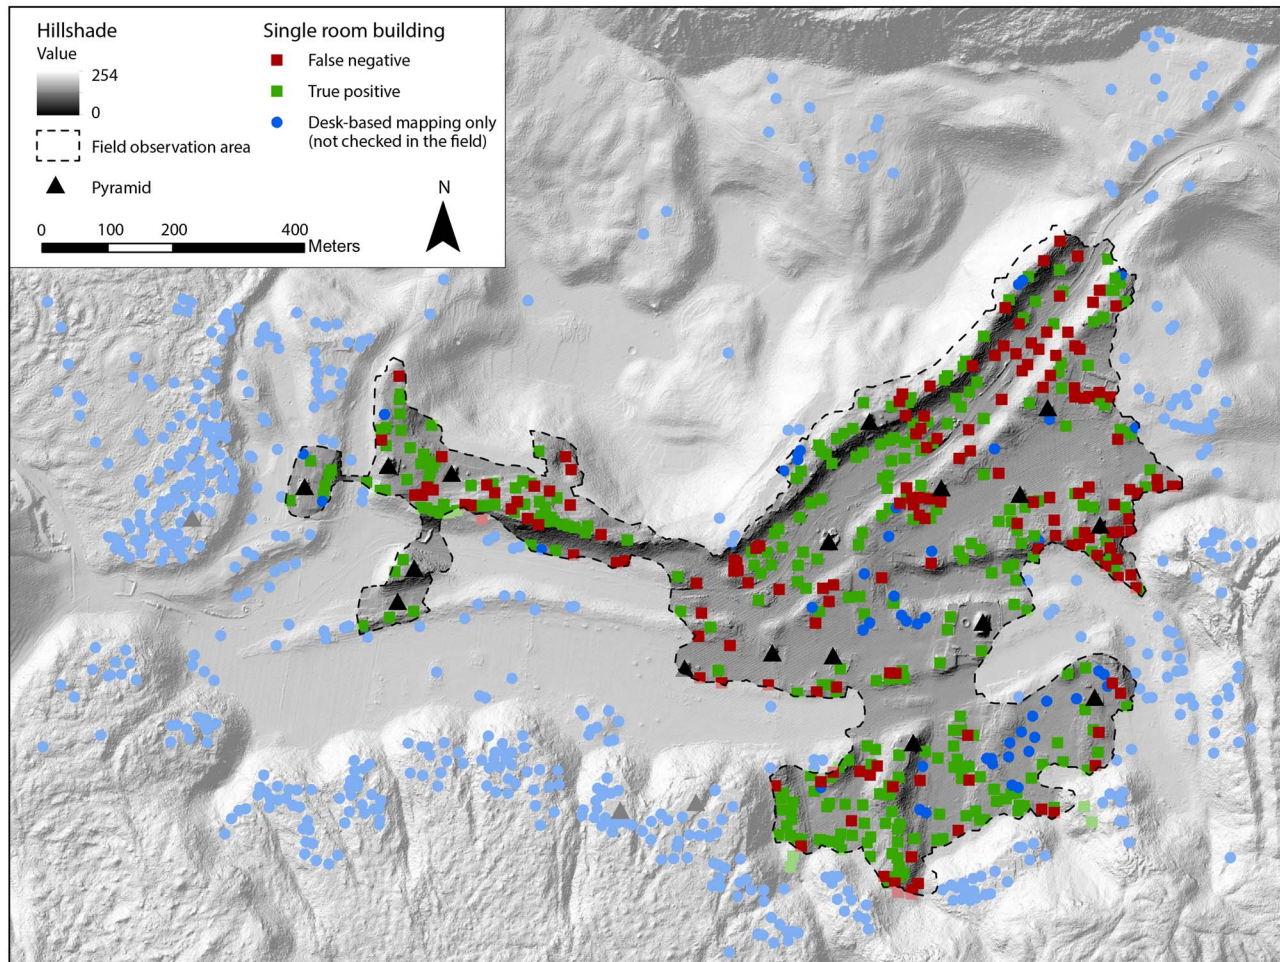 Hillshade
Value
254
0
Field observation area
Pyramid
Single room building
False negative
True positive
Desk-based mapping only
(not checked in the field)
N
0 100 200 400
Meters